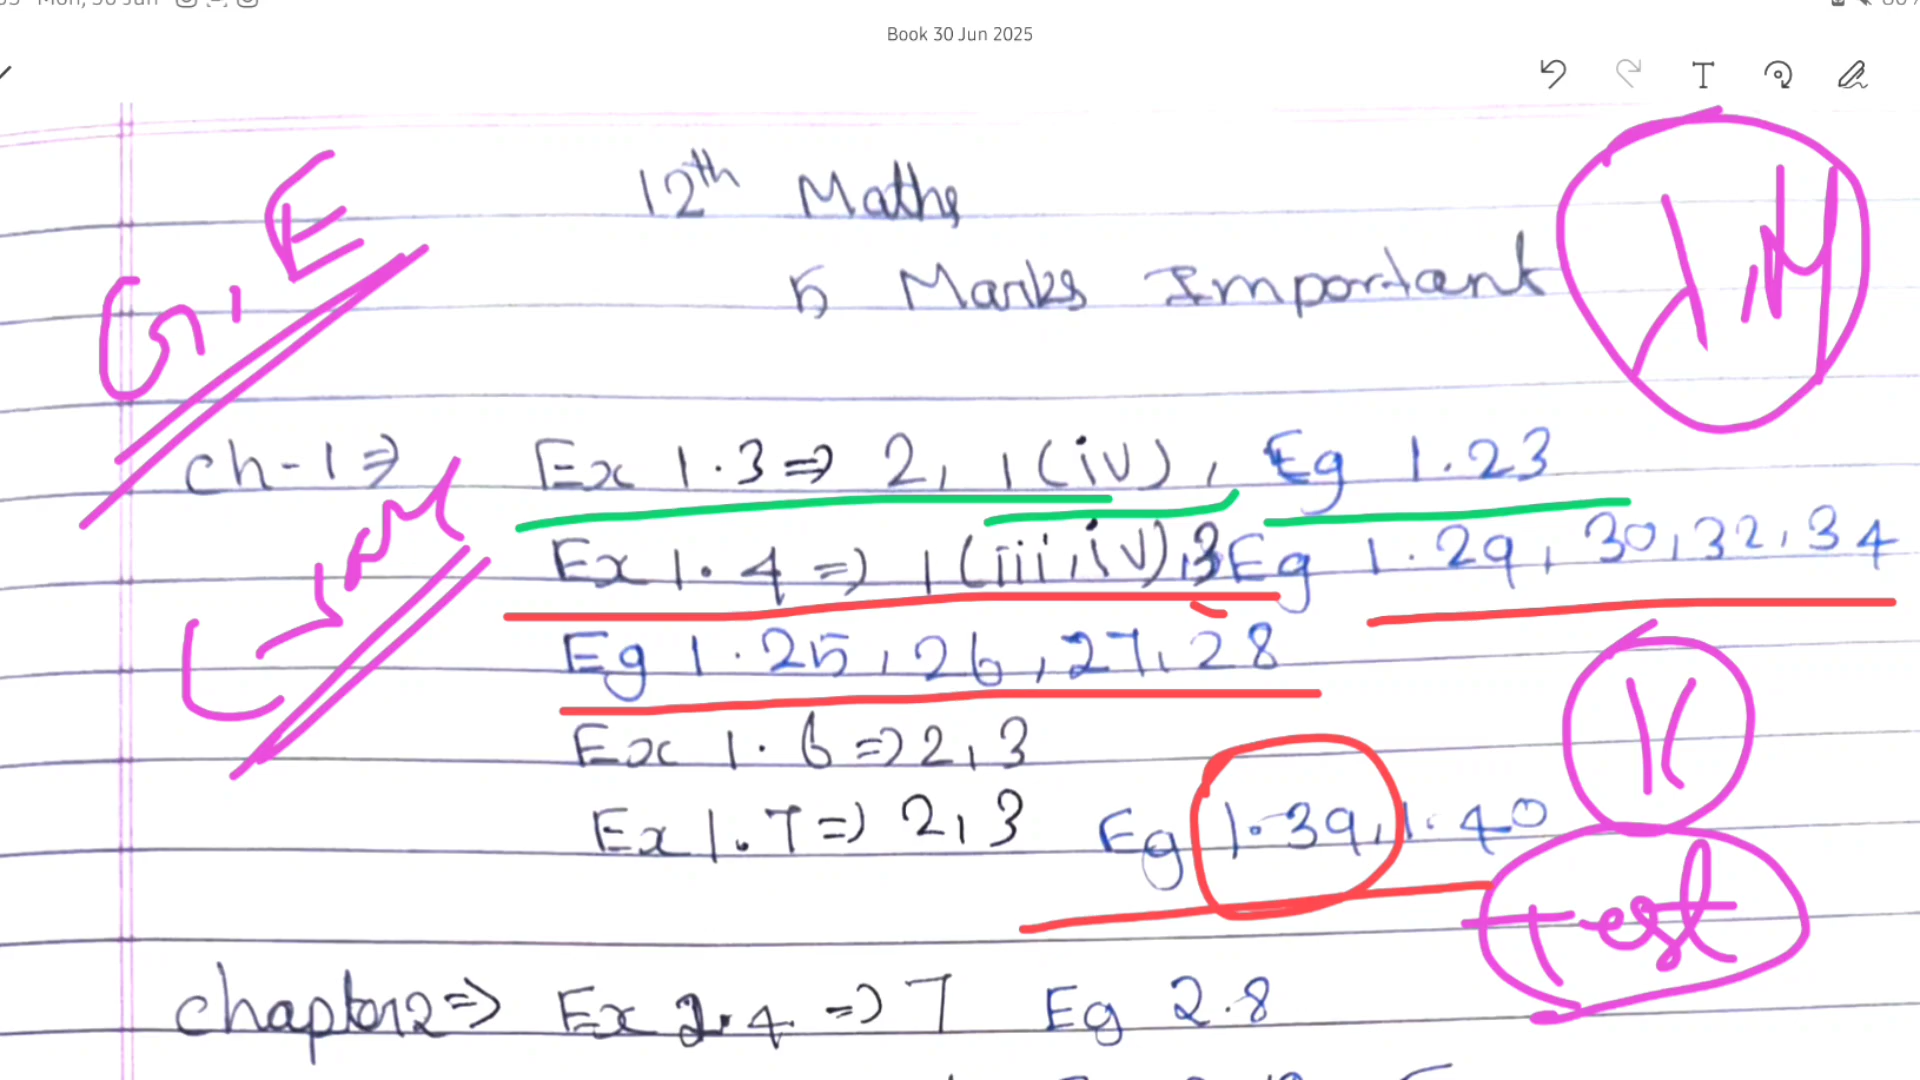 Book 30 Jun 2025
12th Maths
5 Marks Important
G.E
ch-1 ⇒ Ex 1.3 ⇒ 2, 1(iv), Eg 1.23
Ex 1.4 ⇒ 1(iii,iv),3 Eg 1.29, 30, 32, 34
Eg 1.25, 26, 27, 28
Ex 1.6 ⇒ 2, 3
Ex 1.7 ⇒ 2, 3 Eg 1.39, 1.40
Test
chapter2 ⇒ Ex 2.4 ⇒ 7 Eg 2.8